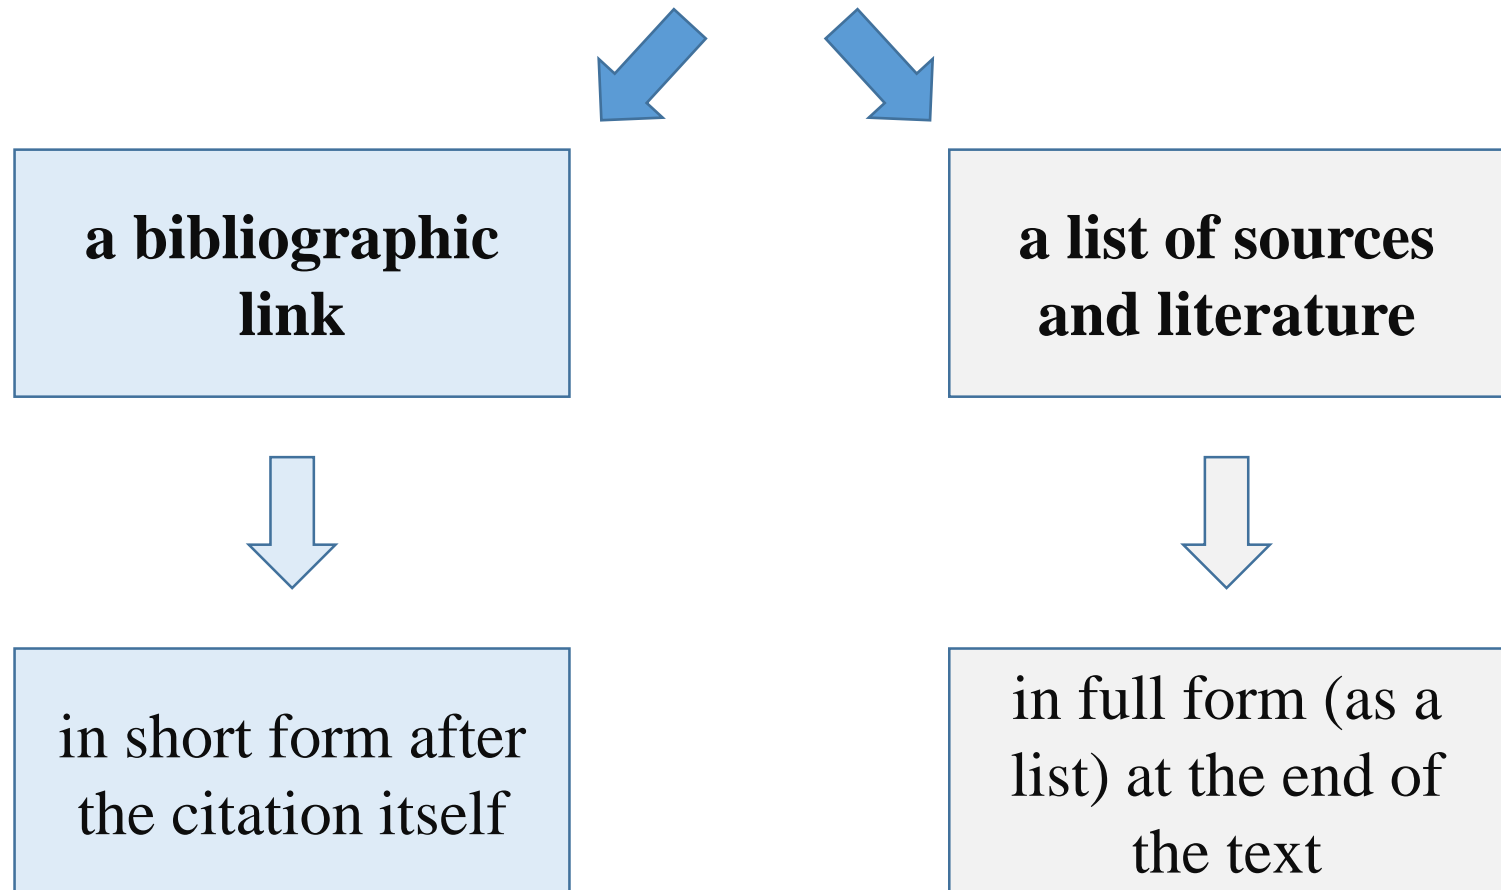 a bibliographic
link
a list of sources
and literature
in short form after
the citation itself
in full form (as a
list) at the end of
the text